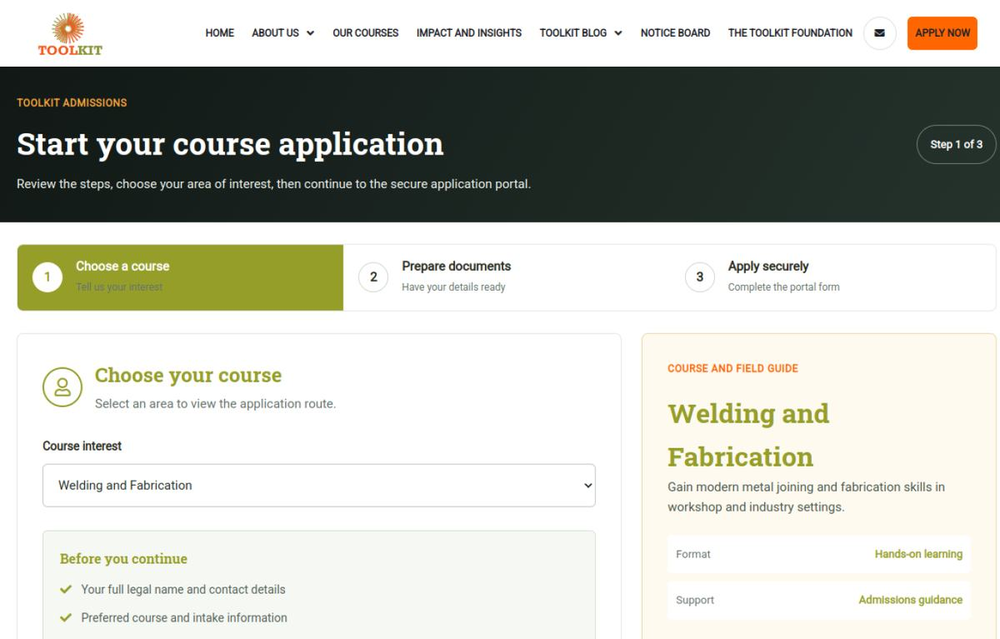 TOOLKIT
HOME
ABOUT US
OUR COURSES
IMPACT AND INSIGHTS
TOOLKIT BLOG
NOTICE BOARD
THE TOOLKIT FOUNDATION
APPLY NOW
TOOLKIT ADMISSIONS
Start your course application
Review the steps, choose your area of interest, then continue to the secure application portal.
Step 1 of 3
1
Choose a course
Tell us your interest
2
Prepare documents
Have your details ready
3
Apply securely
Complete the portal form
Choose your course
Select an area to view the application route.
Course interest
Welding and Fabrication
Before you continue
Your full legal name and contact details
Preferred course and intake information
COURSE AND FIELD GUIDE
Welding and
Fabrication
Gain modern metal joining and fabrication skills in
workshop and industry settings.
Format
Hands-on learning
Support
Admissions guidance